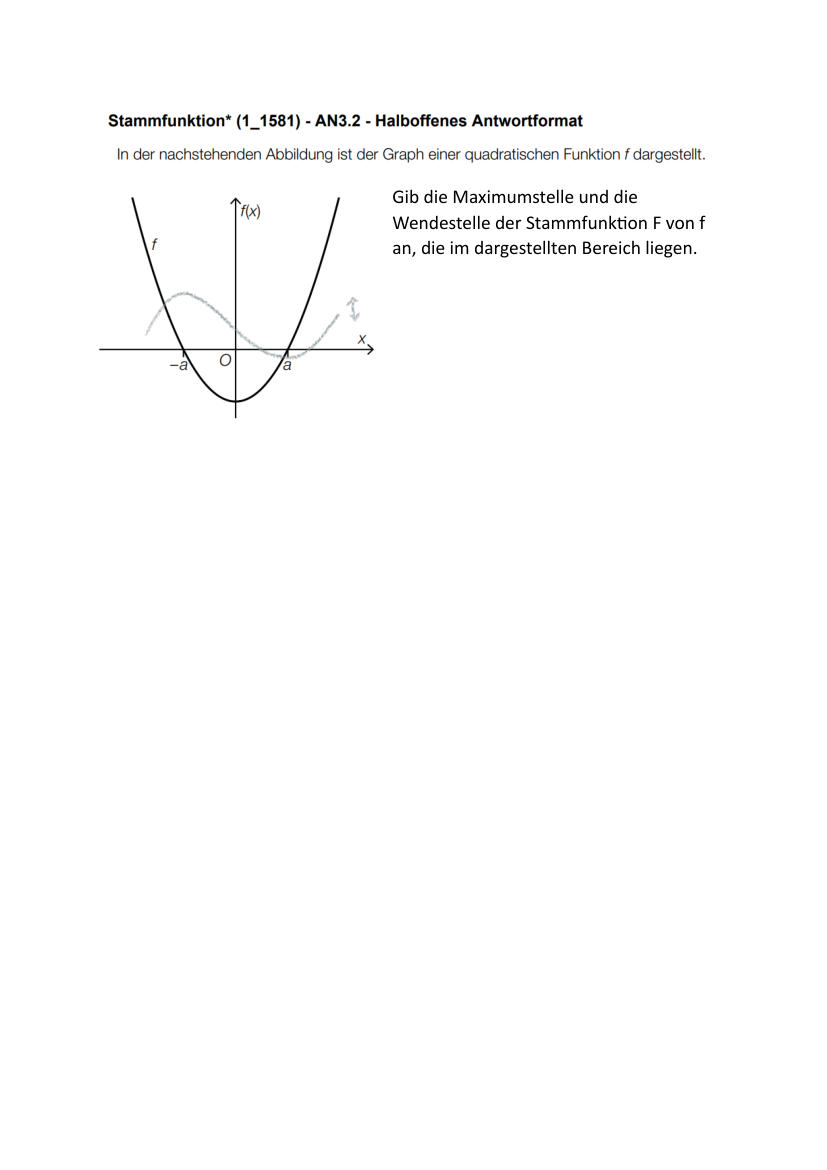 Stammfunktion* (1_1581) - AN3.2 - Halboffenes Antwortformat
In der nachstehenden Abbildung ist der Graph einer quadratischen Funktion f dargestellt.
Gib die Maximumstelle und die
Wendestelle der Stammfunktion F von f
an, die im dargestellten Bereich liegen.
f(x)
f
x
–a
O
a